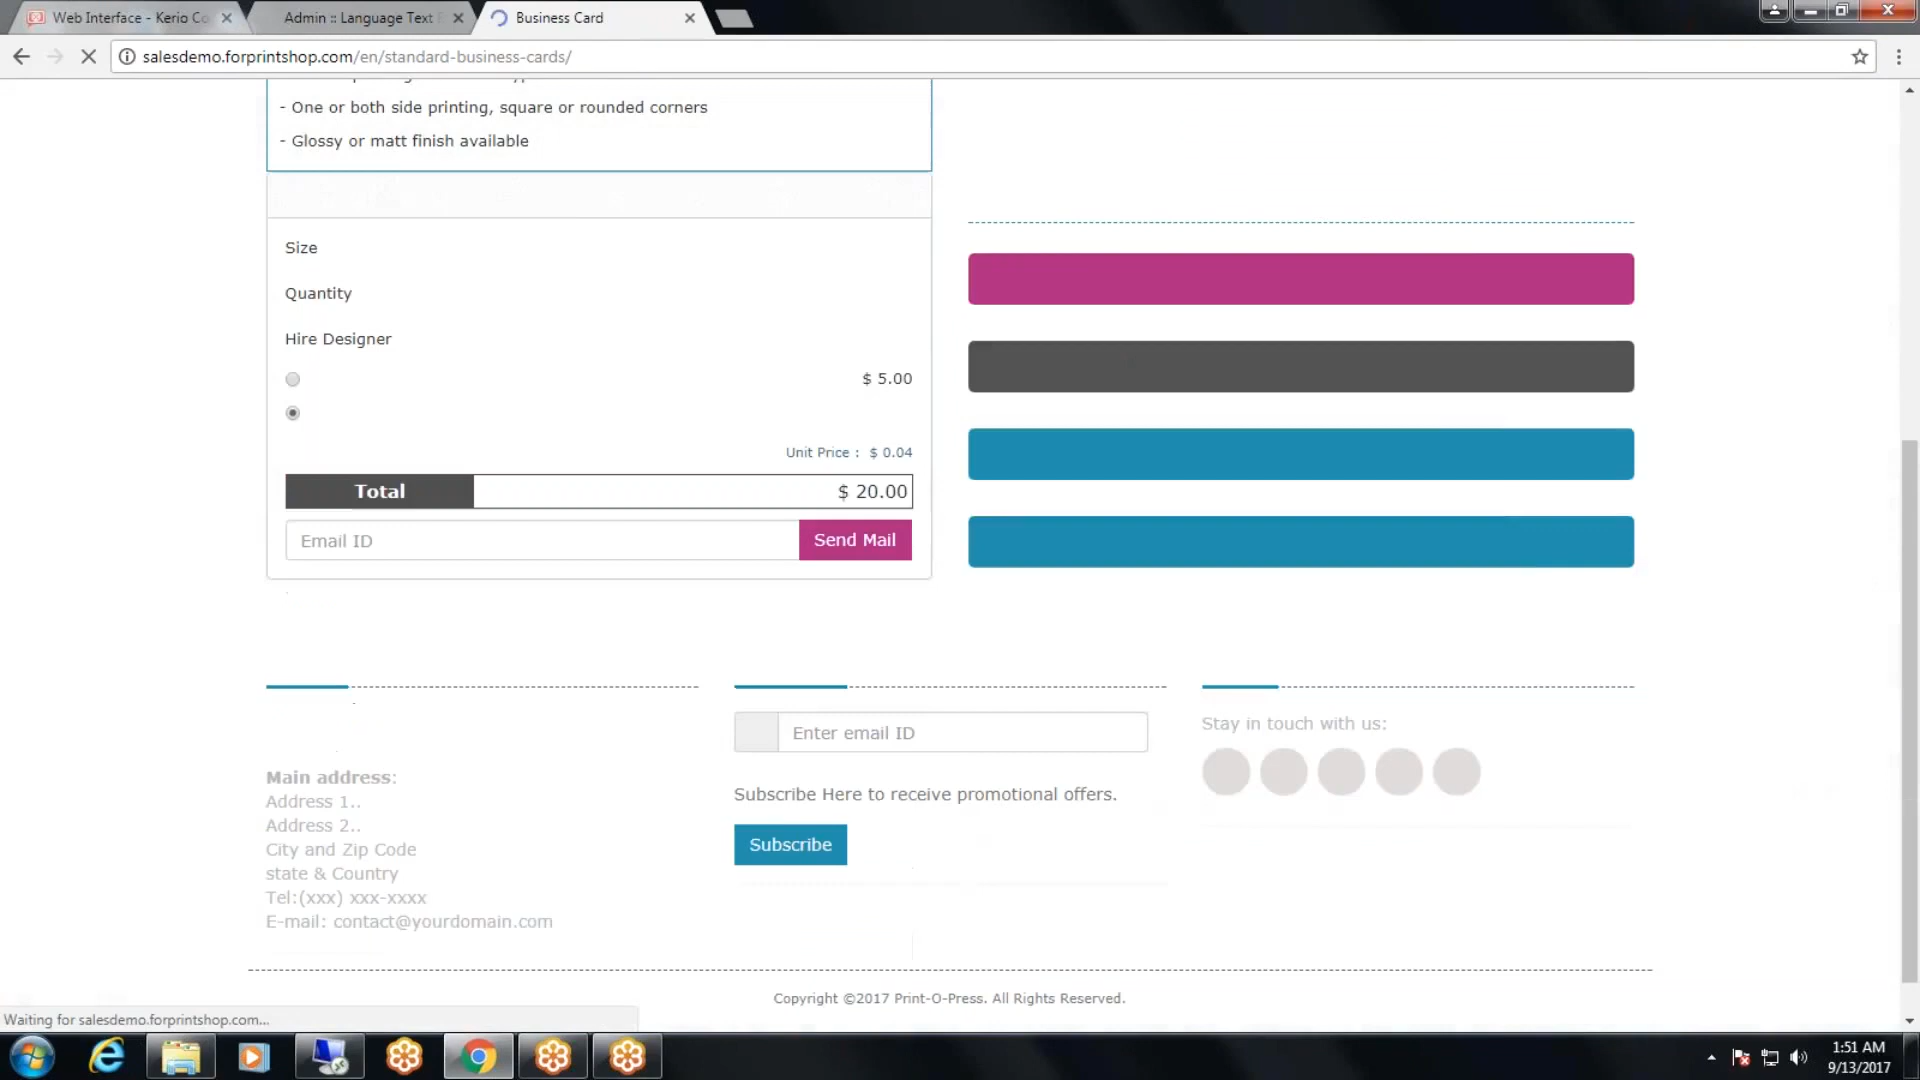 Web Interface - Kerio Co
Admin :: Language Text
Business Card
salesdemo.forprintshop.com/en/standard-business-cards/
- One or both side printing, square or rounded corners
- Glossy or matt finish available
Size
Quantity
Hire Designer
$ 5.00
Unit Price : $ 0.04
Total
$ 20.00
Email ID
Send Mail
Main address:
Address 1..
Address 2..
City and Zip Code
state & Country
Tel:(xxx) xxx-xxxx
E-mail: contact@yourdomain.com
Enter email ID
Subscribe Here to receive promotional offers.
Subscribe
Stay in touch with us:
Copyright ©2017 Print-O-Press. All Rights Reserved.
Waiting for salesdemo.forprintshop.com...
1:51 AM
9/13/2017